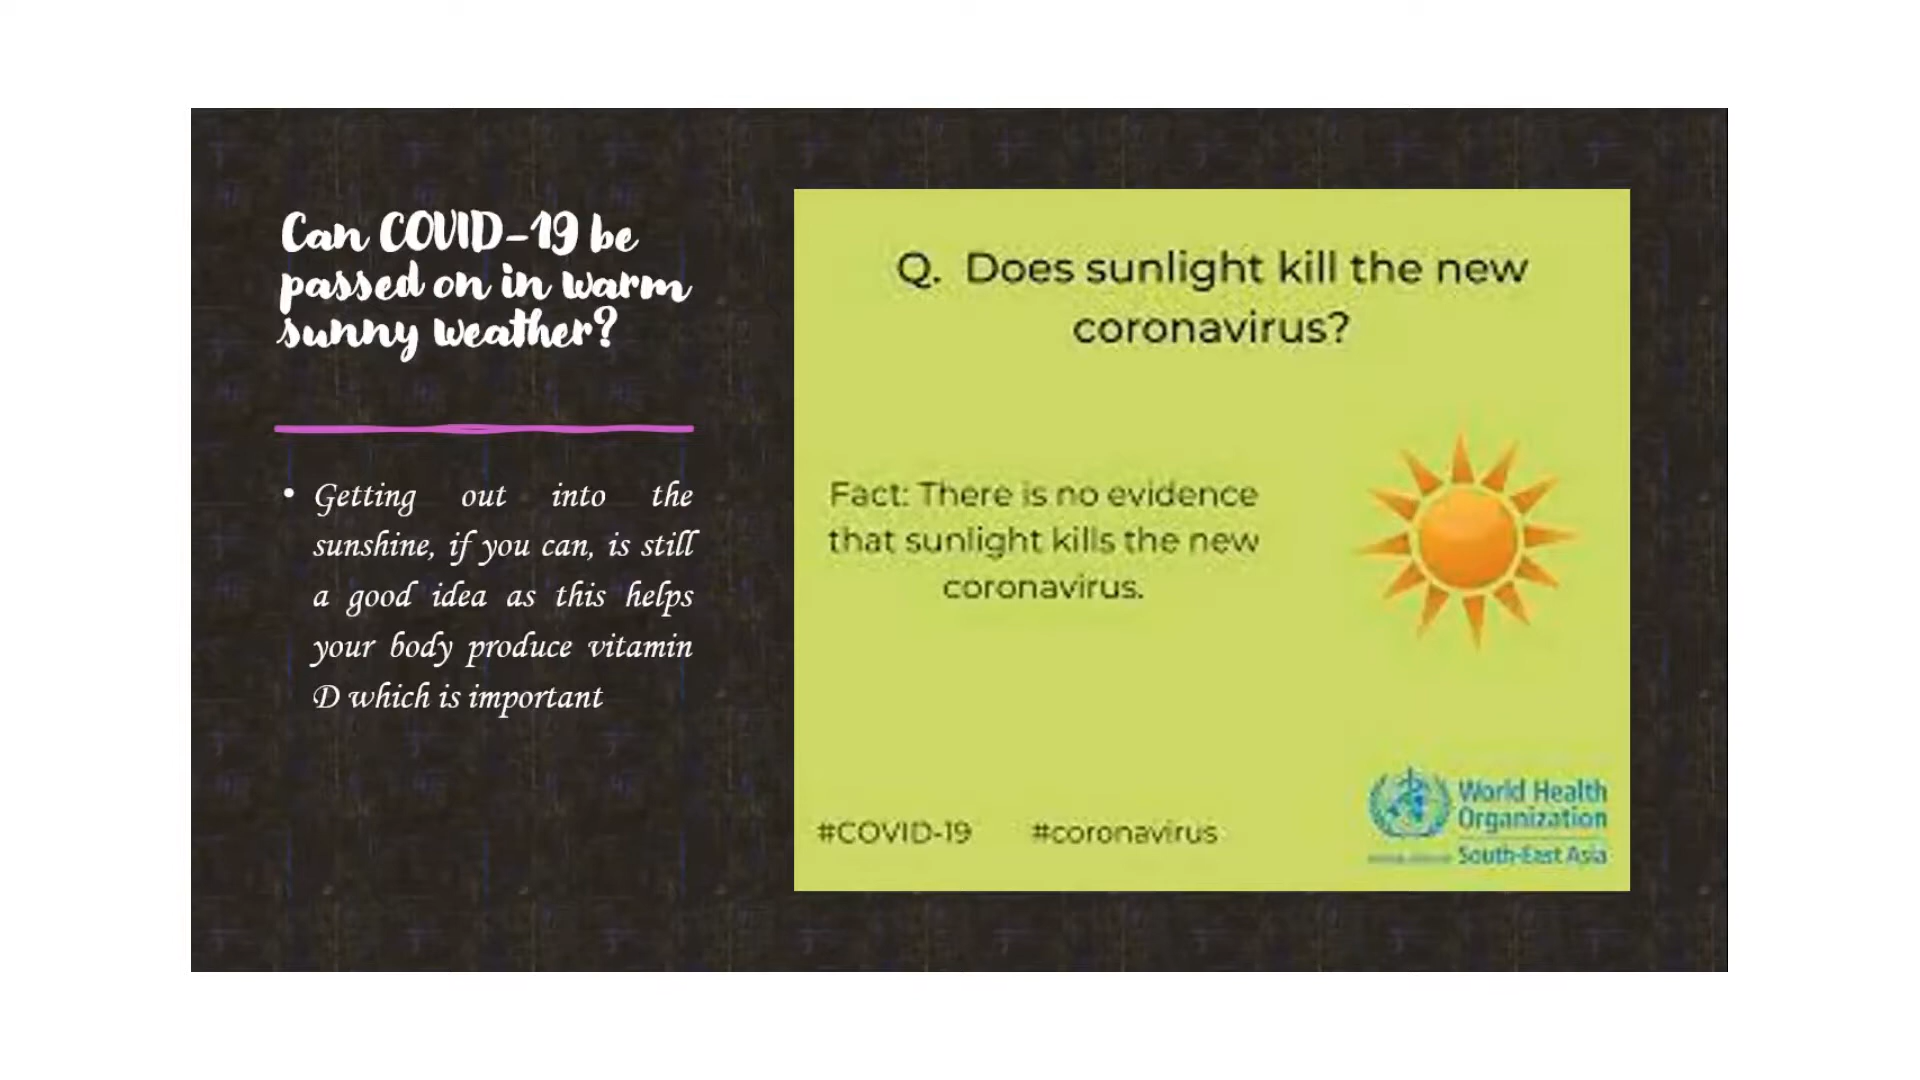 Can COVID-19 be
passed on in warm
sunny weather?
• Getting out into the
sunshine, if you can, is still
a good idea as this helps
your body produce vitamin
D which is important
Q. Does sunlight kill the new
coronavirus?
Fact: There is no evidence
that sunlight kills the new
coronavirus.
#COVID-19 #coronavirus
World Health
Organization
South-East Asia